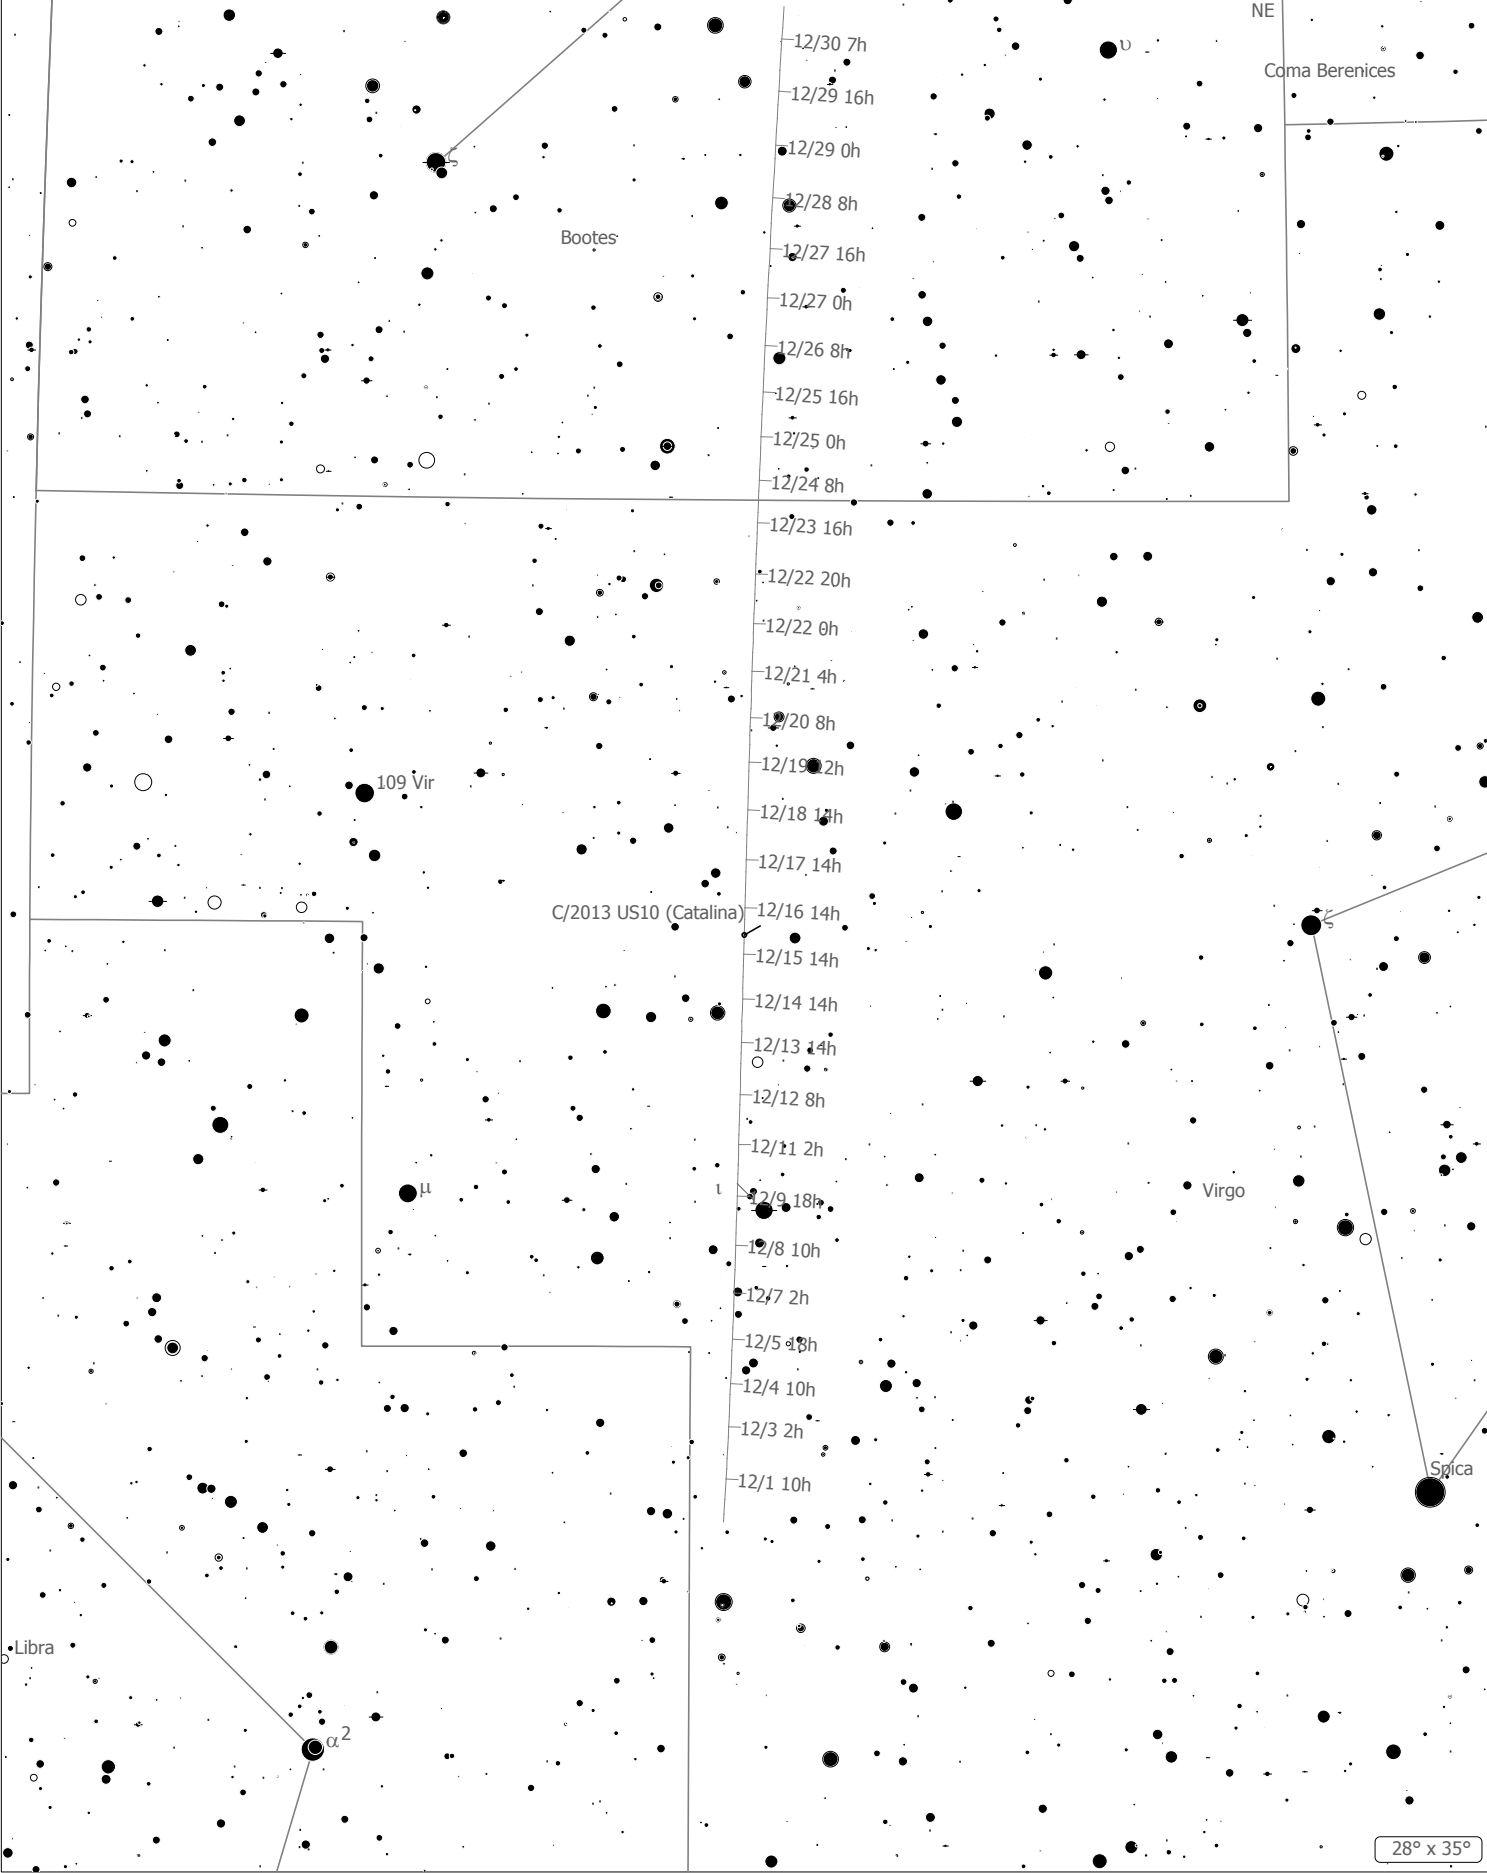 NE
12/30 7h
υ
Coma Berenices
12/29 16h
12/29 0h
ζ
12/28 8h
Bootes
12/27 16h
12/27 0h
12/26 8h
12/25 16h
12/25 0h
12/24 8h
12/23 16h
12/22 20h
12/22 0h
12/21 4h
12/20 8h
12/19 12h
109 Vir
12/18 14h
12/17 14h
C/2013 US10 (Catalina)
12/16 14h
ζ
12/15 14h
12/14 14h
12/13 14h
12/12 8h
12/11 2h
μ
ι
12/9 18h
Virgo
12/8 10h
12/7 2h
12/5 18h
12/4 10h
12/3 2h
Spica
12/1 10h
Libra
α2
28° x 35°